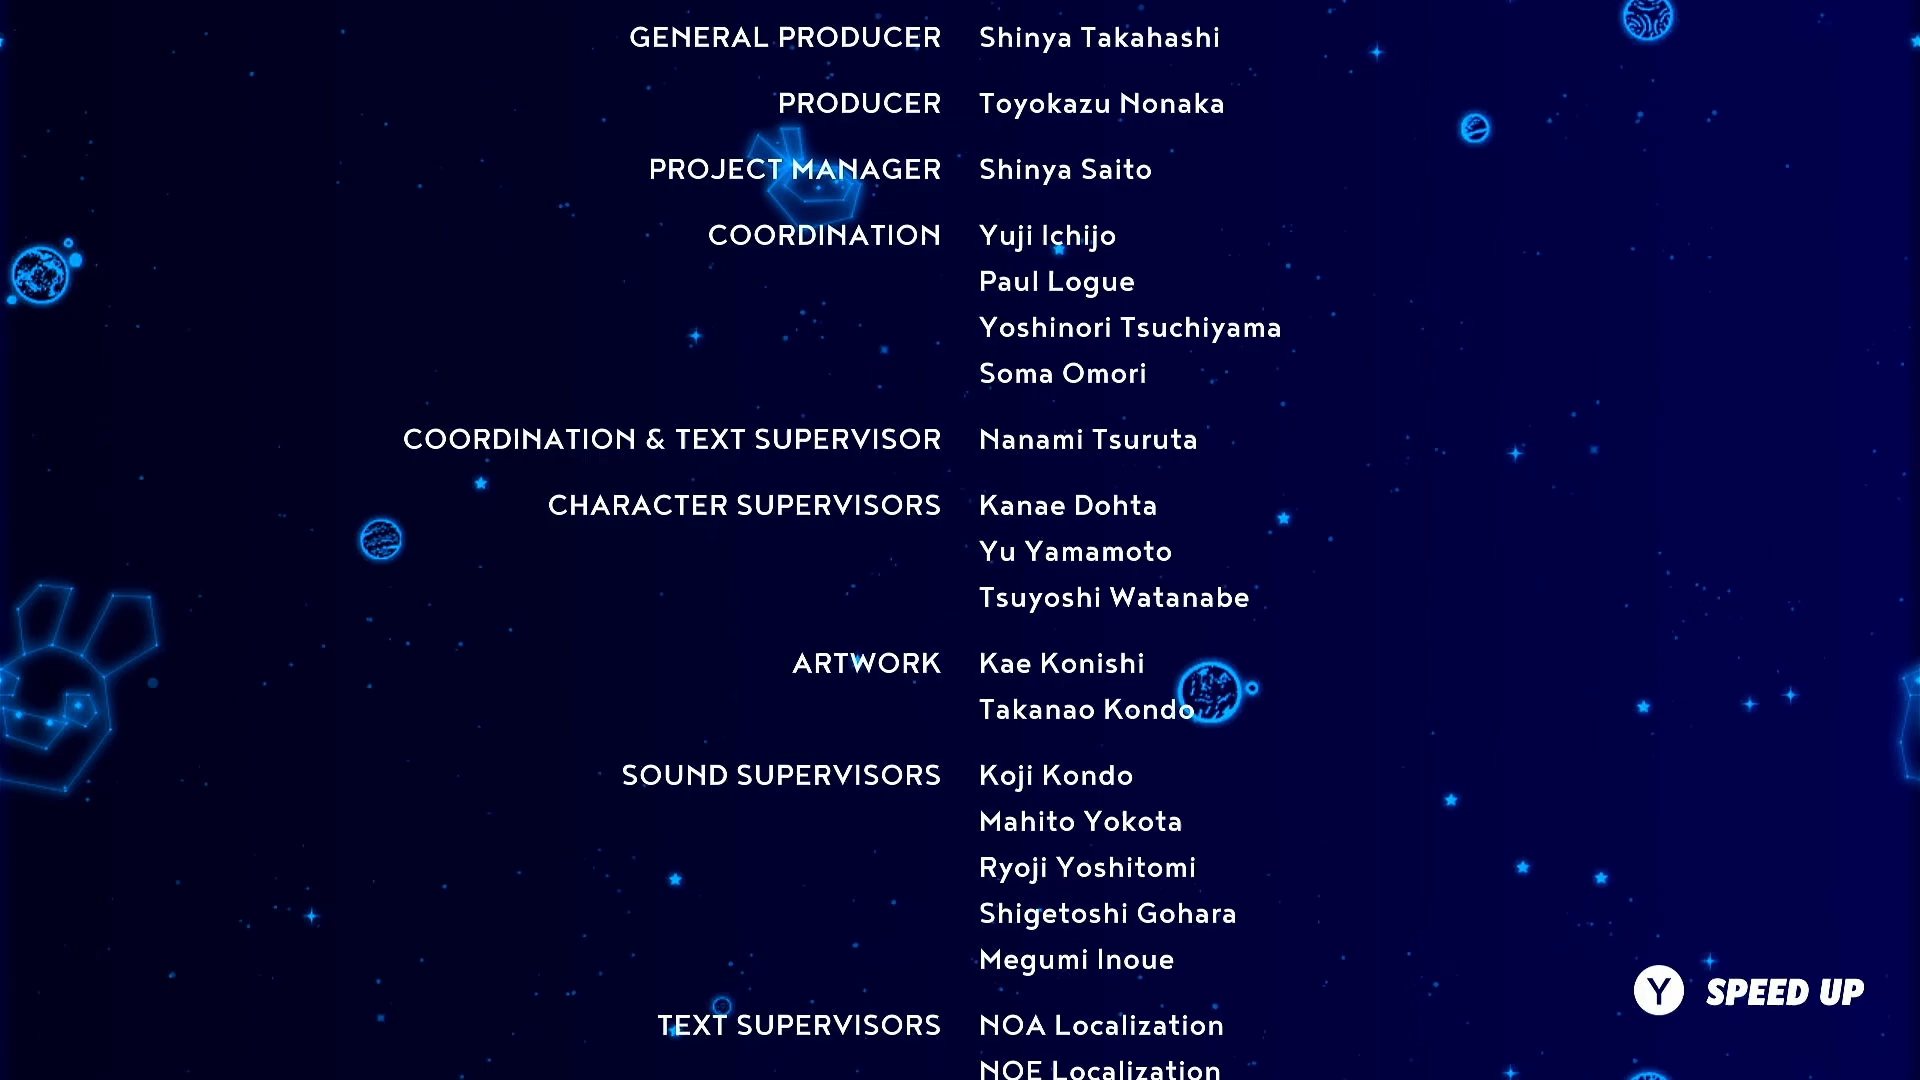 GENERAL PRODUCER Shinya Takahashi
PRODUCER Toyokazu Nonaka
PROJECT MANAGER Shinya Saito
COORDINATION Yuji Ichijo
Paul Logue
Yoshinori Tsuchiyama
Soma Omori
COORDINATION & TEXT SUPERVISOR Nanami Tsuruta
CHARACTER SUPERVISORS Kanae Dohta
Yu Yamamoto
Tsuyoshi Watanabe
ARTWORK Kae Konishi
Takanao Kondo
SOUND SUPERVISORS Koji Kondo
Mahito Yokota
Ryoji Yoshitomi
Shigetoshi Gohara
Megumi Inoue
Y SPEED UP
TEXT SUPERVISORS NOA Localization
NOE Localization